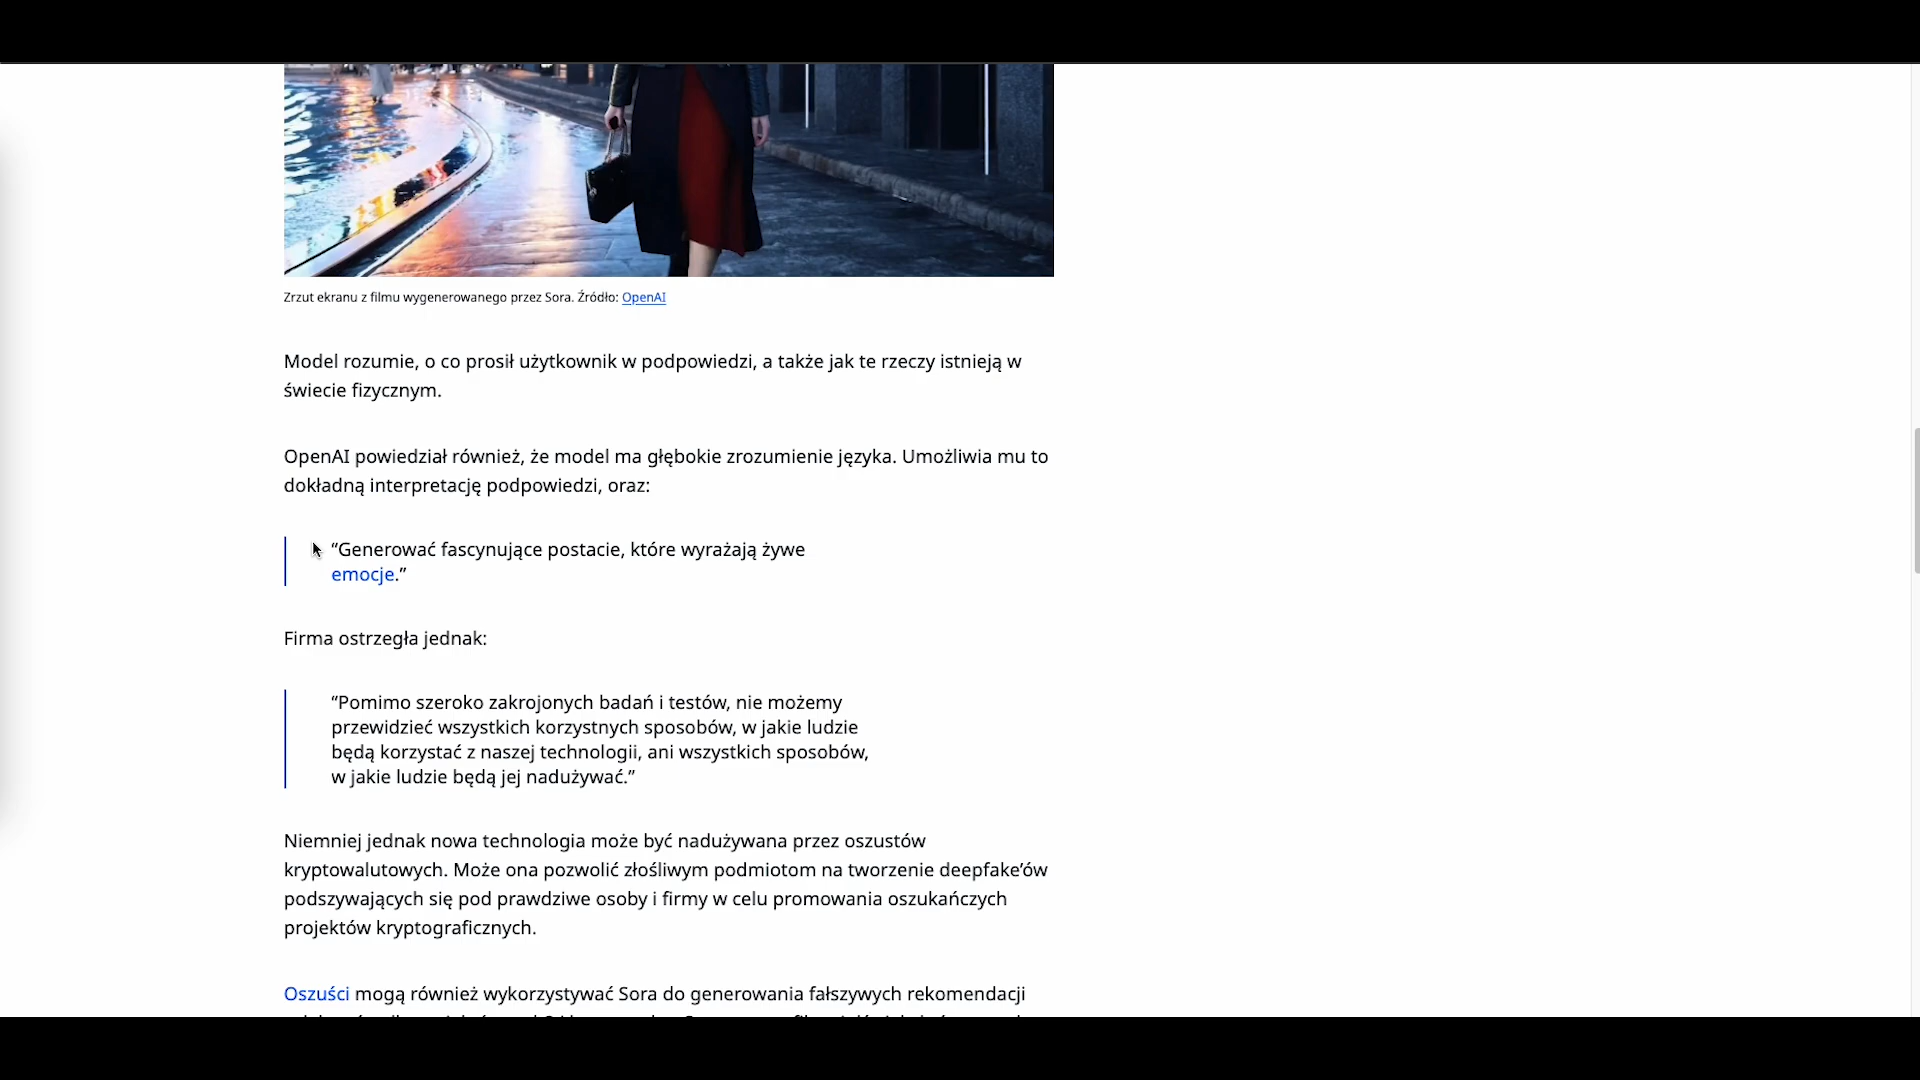 Zrzut ekranu z filmu wygenerowanego przez Sora. Źródło: OpenAI
Model rozumie, o co prosił użytkownik w podpowiedzi, a także jak te rzeczy istnieją w
świecie fizycznym.
OpenAI powiedział również, że model ma głębokie zrozumienie języka. Umożliwia mu to
dokładną interpretację podpowiedzi, oraz:
“Generować fascynujące postacie, które wyrażają żywe
emocje.”
Firma ostrzegła jednak:
“Pomimo szeroko zakrojonych badań i testów, nie możemy
przewidzieć wszystkich korzystnych sposobów, w jakie ludzie
będą korzystać z naszej technologii, ani wszystkich sposobów,
w jakie ludzie będą jej nadużywać.”
Niemniej jednak nowa technologia może być nadużywana przez oszustów
kryptowalutowych. Może ona pozwolić złośliwym podmiotom na tworzenie deepfake’ów
podszywających się pod prawdziwe osoby i firmy w celu promowania oszukańczych
projektów kryptograficznych.
Oszuści mogą również wykorzystywać Sora do generowania fałszywych rekomendacji